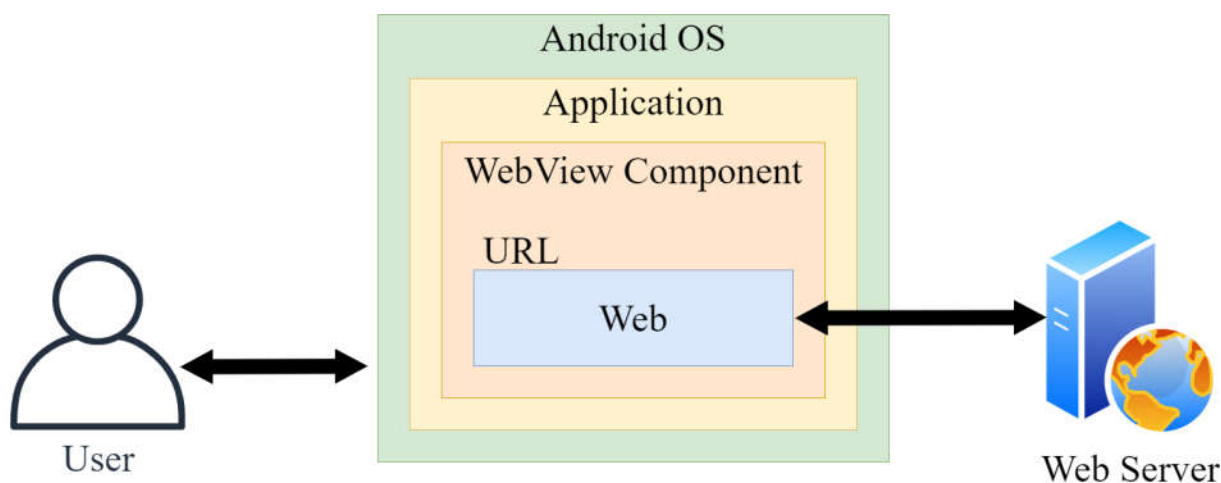 Android OS
Application
WebView Component
URL
Web
User
Web Server